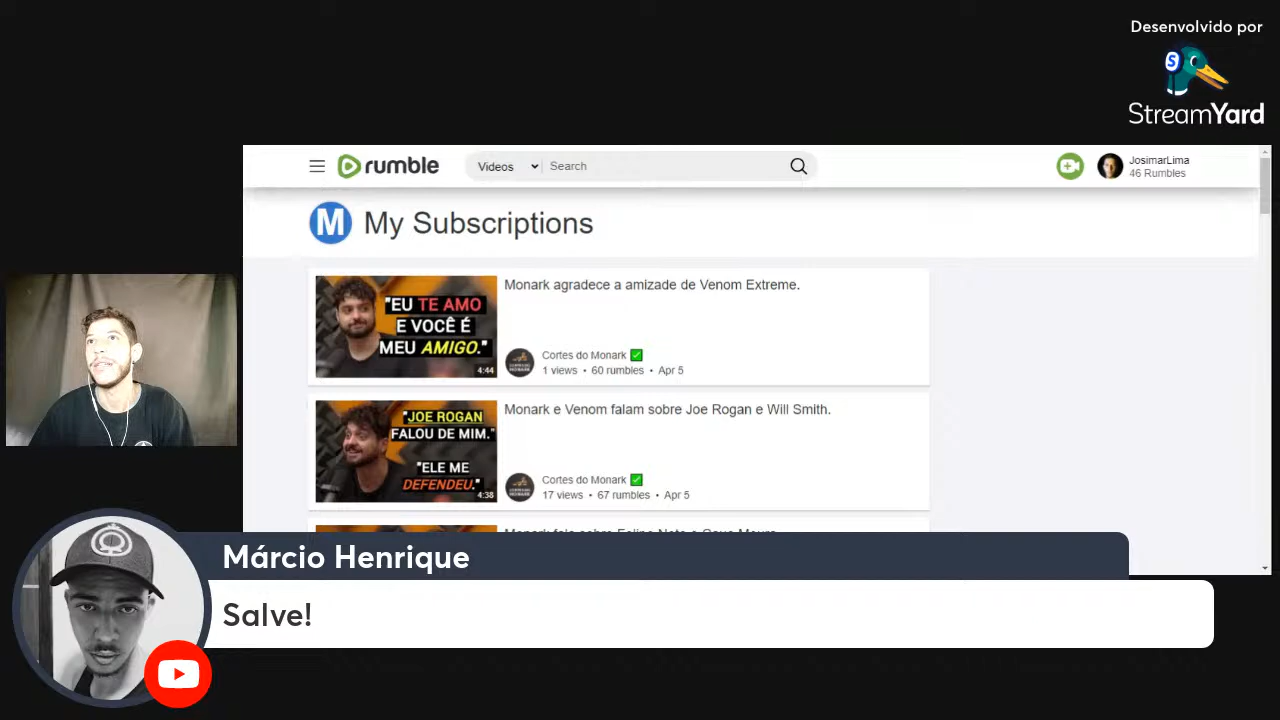 Desenvolvido por
StreamYard
rumble
Videos
Search
JosimarLima
46 Rumbles
M My Subscriptions
"EU TE AMO
E VOCÊ É
MEU AMIGO."
4:44
Monark agradece a amizade de Venom Extreme.
Cortes do Monark
1 views • 60 rumbles • Apr 5
"JOE ROGAN
FALOU DE MIM."
"ELE ME
DEFENDEU."
4:38
Monark e Venom falam sobre Joe Rogan e Will Smith.
Cortes do Monark
17 views • 67 rumbles • Apr 5
Márcio Henrique
Salve!